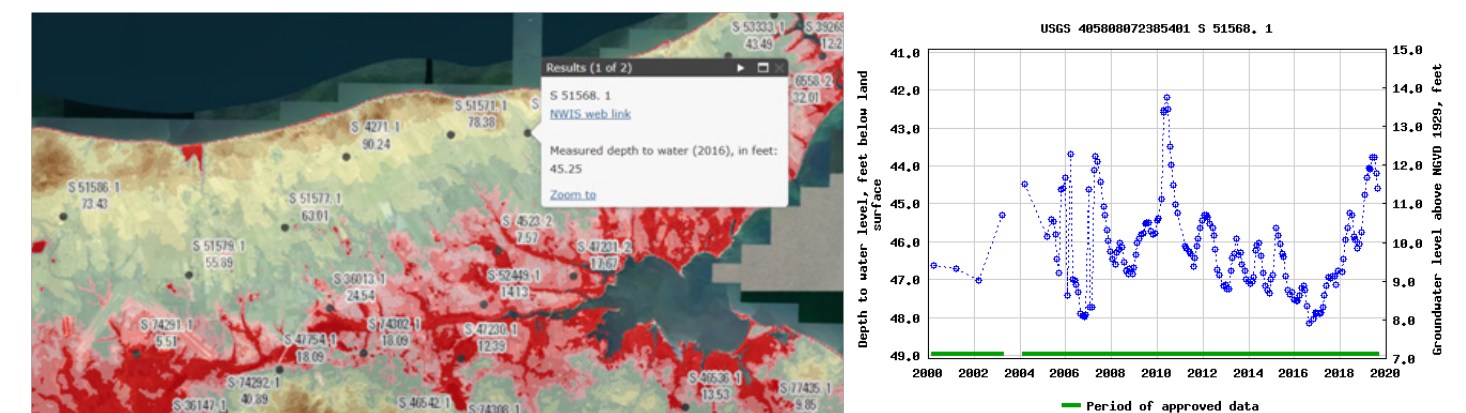 S 53333. 1
43.49
S 39268
12.2
6558. 2
32.01
Results (1 of 2)
S 51568. 1
NWIS web link
Measured depth to water (2016), in feet:
45.25
Zoom to
S 51571. 1
78.38
S
S 4271. 1
90.24
S 51586. 1
73.43
S 51577. 1
63.01
S 51579. 1
55.89
S 4523. 2
7.57
S 47231. 2
17.67
S 52449. 1
14.13
S 36013. 1
24.54
S 74291. 1
5.51
S 74302. 1
18.09
S 47230. 1
12.39
S 47754. 1
18.09
S 74292. 1
40.89
S 36147. 1
S 46542. 1
S 74308. 1
S 46536. 1
13.53
S 77435. 1
9.85
USGS 405808072385401 S 51568. 1
Depth to water level, feet below land
surface
41.0
42.0
43.0
44.0
45.0
46.0
47.0
48.0
49.0
15.0
14.0
13.0
12.0
11.0
10.0
9.0
8.0
7.0
Groundwater level above NGVD 1929, feet
2000 2002 2004 2006 2008 2010 2012 2014 2016 2018 2020
Period of approved data